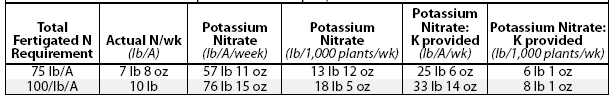 Total
Fertigated N
Requirement
Actual N/wk
(lb/A)
Potassium
Nitrate
(lb/A/week)
Potassium
Nitrate
(lb/1,000 plants/wk)
Potassium
Nitrate:
K provided
(lb/A/wk)
Potassium Nitrate:
K provided
(lb/1,000 plants/wk)
75 lb/A 7 lb 8 oz 57 lb 11 oz 13 lb 12 oz 25 lb 6 oz 6 lb 1 oz
100/lb/A 10 lb 76 lb 15 oz 18 lb 5 oz 33 lb 14 oz 8 lb 1 oz